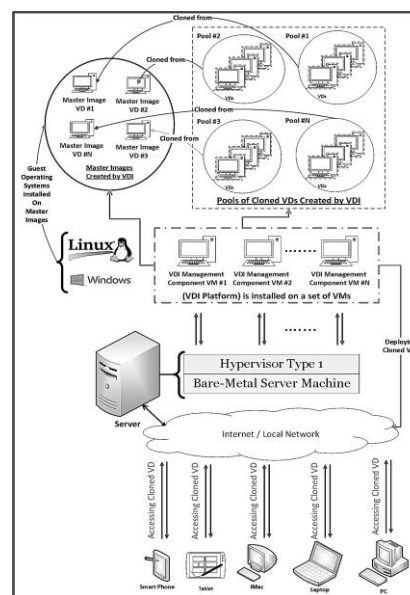 Cloned from
Pool #2
Pool #1
Cloned from
Master Image
VD #1
Master Image
VD #2
VDs
VDs
Cloned from
Master Image
VD #N
Master Image
VD #3
Cloned from
Pool #3
Pool #N
VDs
VDs
Master Images
Created by VDI
Pools of Cloned VDs Created by VDI
Guest
Operating
Systems
Installed
On
Master
Images
Linux
Windows
VDI Management
Component VM #1
VDI Management
Component VM #2
VDI Management
Component VM #N
(VDI Platform) is installed on a set of VMs
Deploying
Cloned
Hypervisor Type 1
Bare-Metal Server Machine
Server
Internet / Local Network
Accessing Cloned VD
Accessing Cloned VD
Accessing Cloned VD
Accessing Cloned VD
Accessing Cloned VD
Smart Phone
Tablet
iMac
Laptop
PC